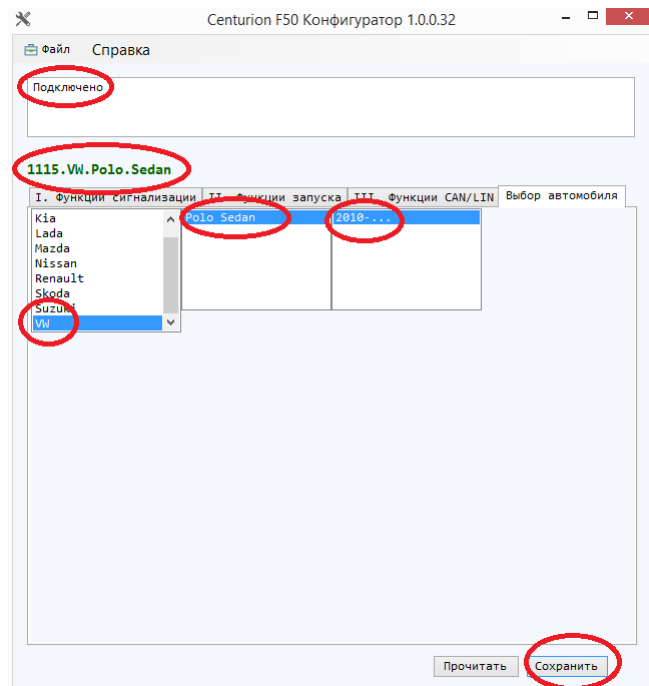 Centurion F50 Конфигуратор 1.0.0.32
Файл Справка
Подключено
1115.VW.Polo.Sedan
I. Функции сигнализации II. Функции запуска III. Функции CAN/LIN Выбор автомобиля
Kia Polo Sedan 2010-...
Lada
Mazda
Nissan
Renault
Skoda
Suzuki
VW
Прочитать Сохранить